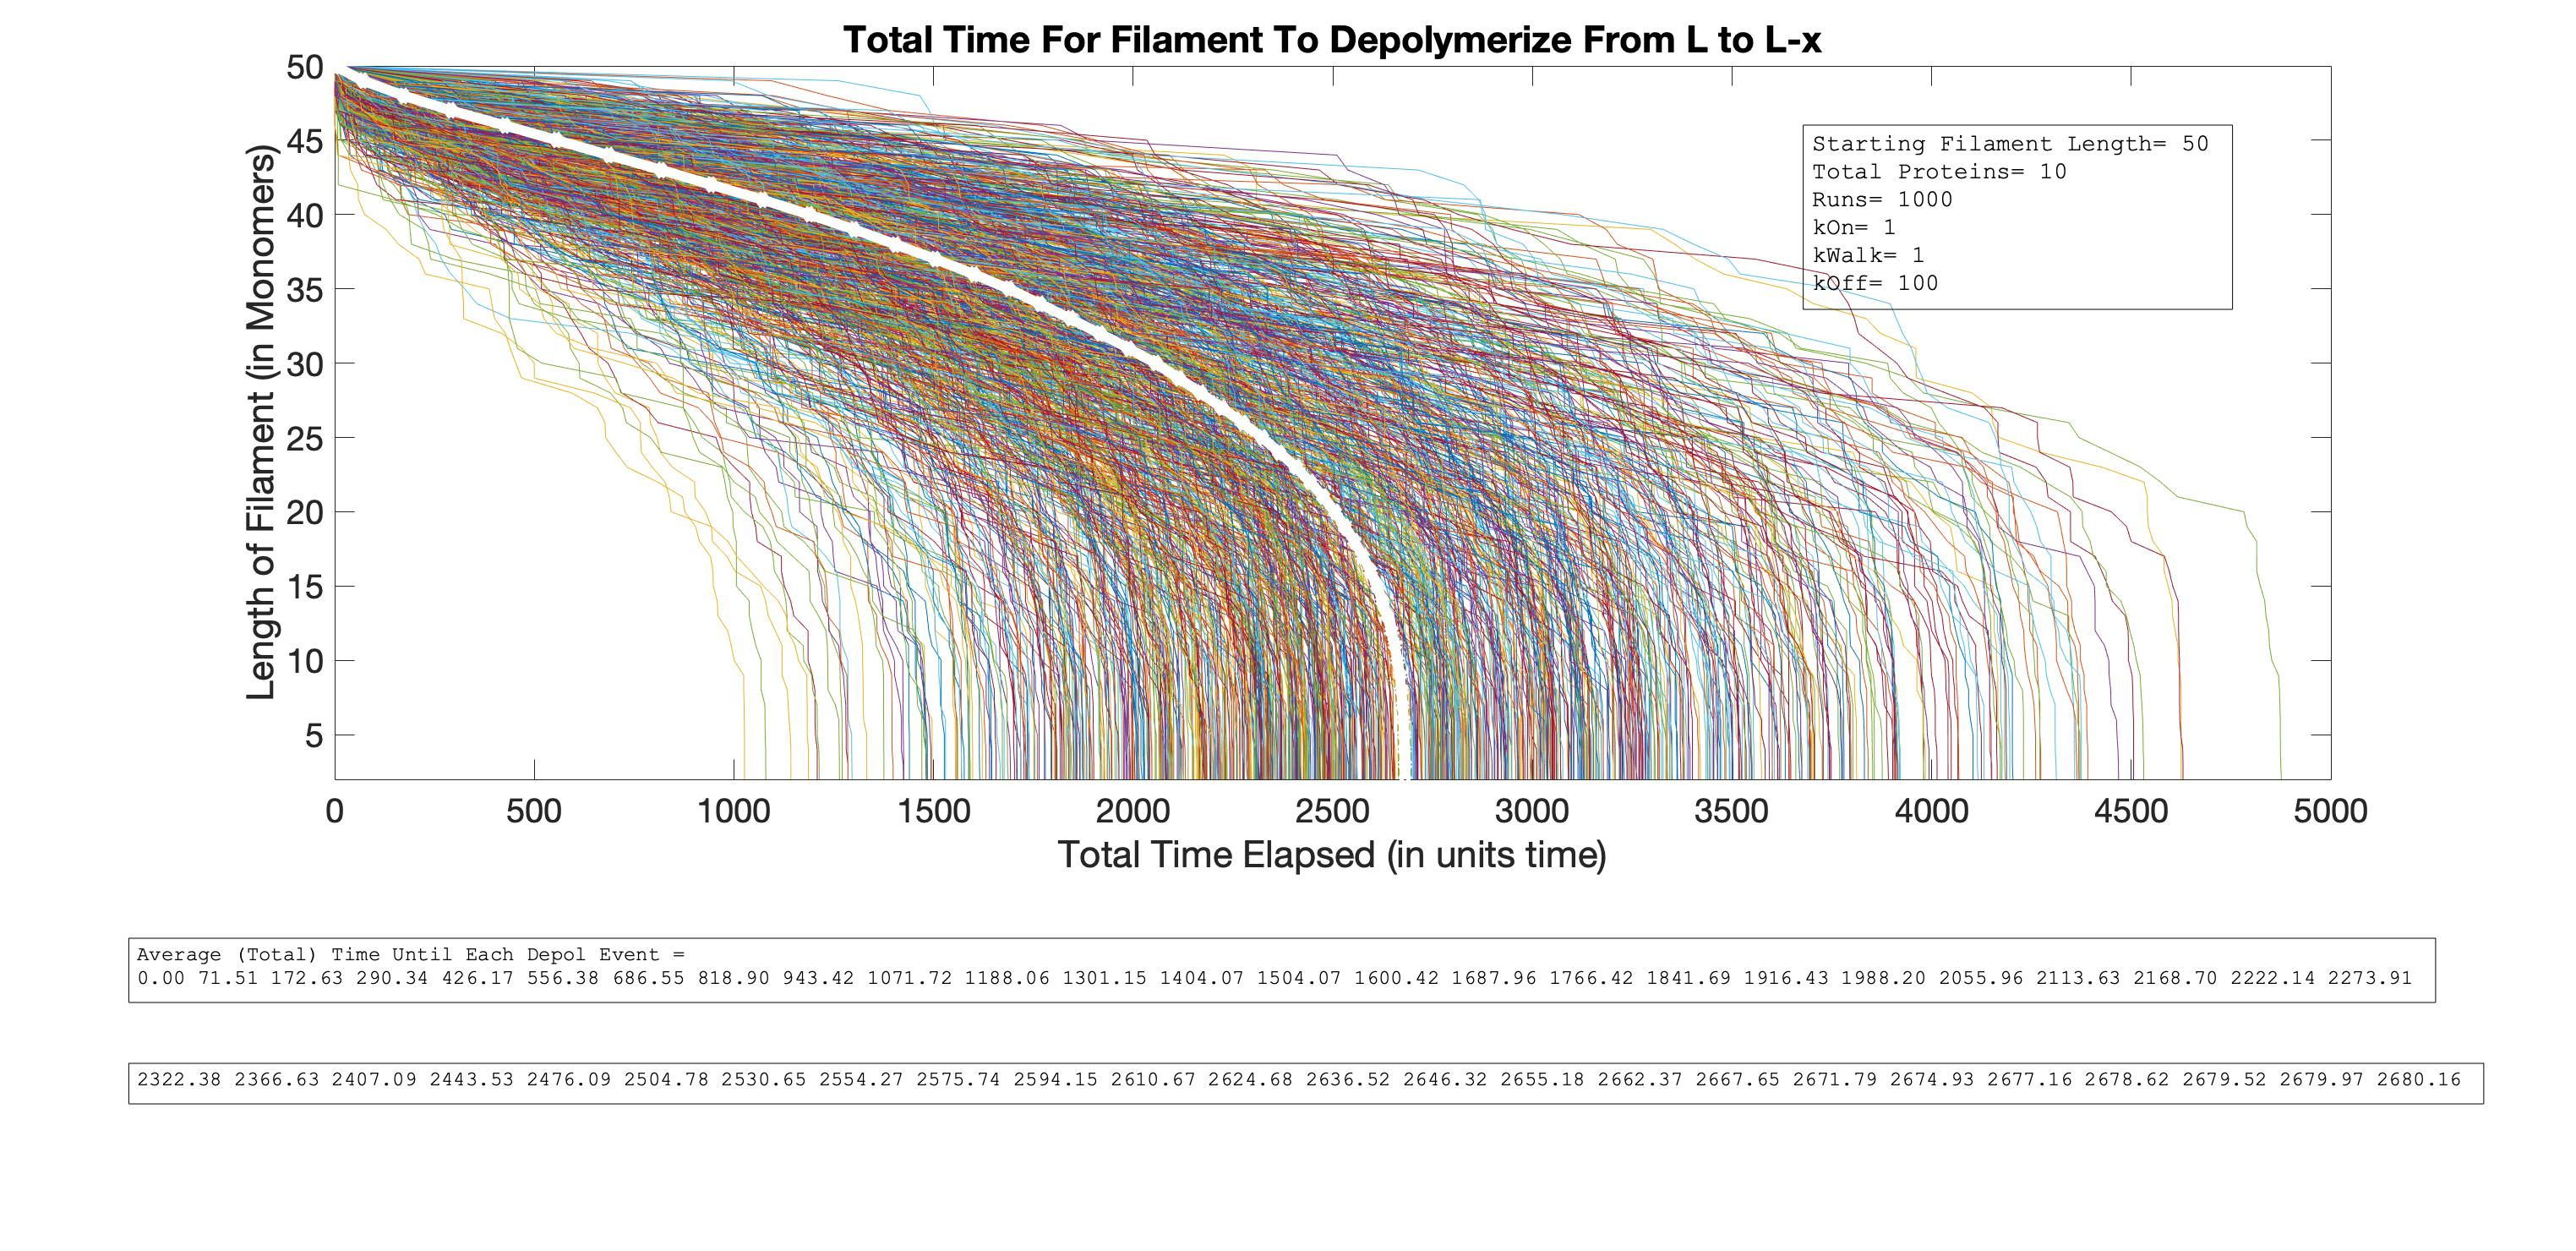 Total Time For Filament To Depolymerize From L to L-x
50
45
40
35
30
25
20
15
10
5
Length of Filament (in Monomers)
Starting Filament Length= 50
Total Proteins= 10
Runs= 1000
kOn= 1
kWalk= 1
kOff= 100
0 500 1000 1500 2000 2500 3000 3500 4000 4500 5000
Total Time Elapsed (in units time)
Average (Total) Time Until Each Depol Event =
0.00 71.51 172.63 290.34 426.17 556.38 686.55 818.90 943.42 1071.72 1188.06 1301.15 1404.07 1504.07 1600.42 1687.96 1766.42 1841.69 1916.43 1988.20 2055.96 2113.63 2168.70 2222.14 2273.91
2322.38 2366.63 2407.09 2443.53 2476.09 2504.78 2530.65 2554.27 2575.74 2594.15 2610.67 2624.68 2636.52 2646.32 2655.18 2662.37 2667.65 2671.79 2674.93 2677.16 2678.62 2679.52 2679.97 2680.16